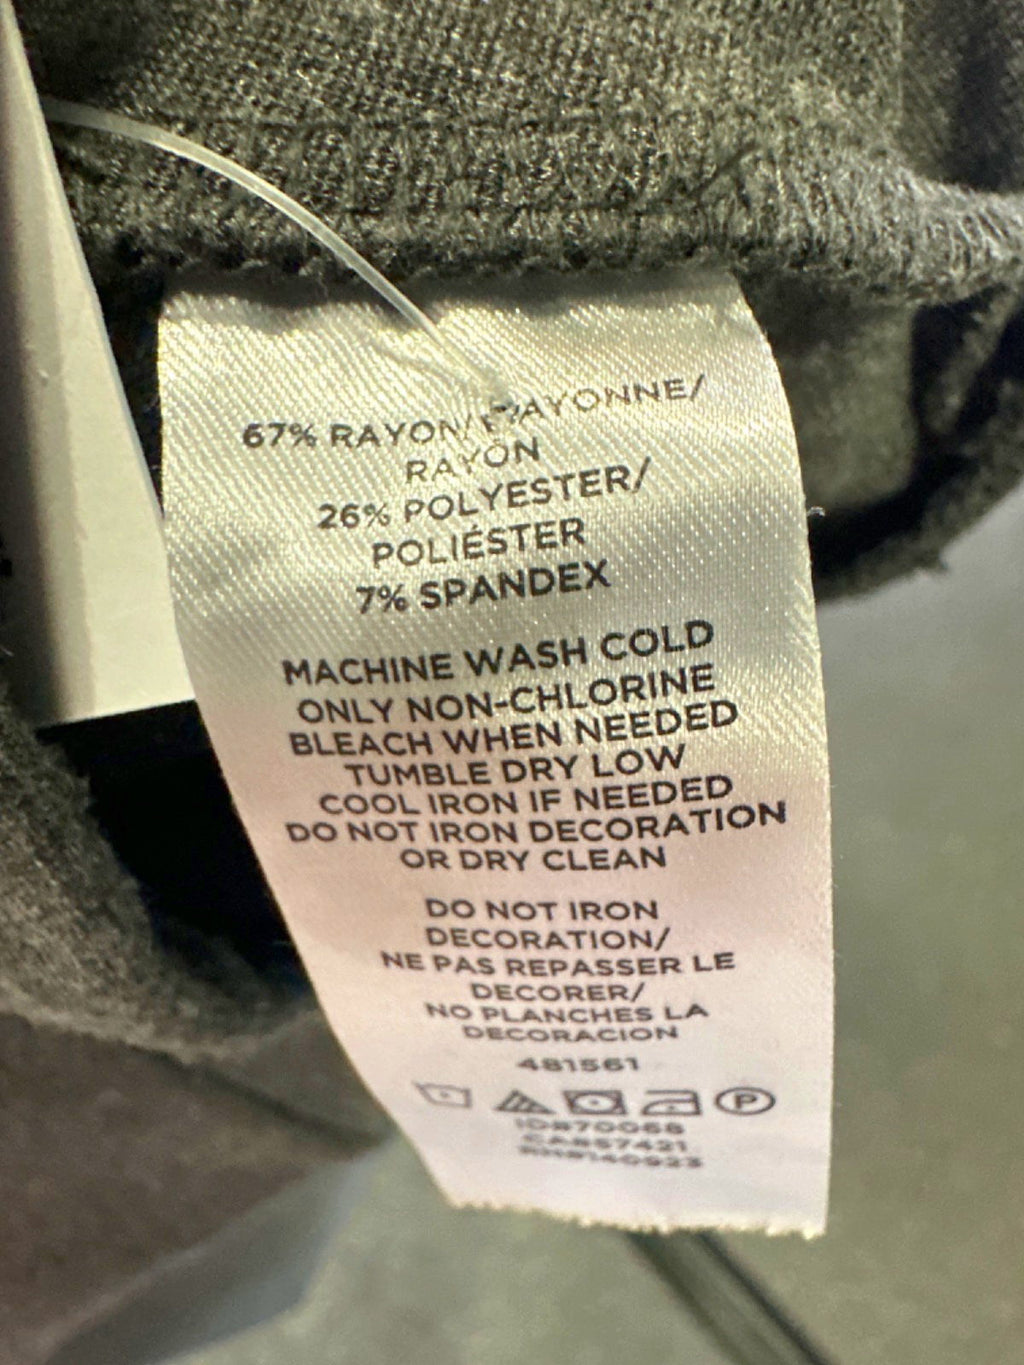 67% RAYON/RAYONNE/
RAYON
26% POLYESTER/
POLIÉSTER
7% SPANDEX
MACHINE WASH COLD
ONLY NON-CHLORINE
BLEACH WHEN NEEDED
TUMBLE DRY LOW
COOL IRON IF NEEDED
DO NOT IRON DECORATION
OR DRY CLEAN
DO NOT IRON
DECORATION/
NE PAS REPASSER LE
DECORER/
NO PLANCHES LA
DECORACION
481561
P
CA857421